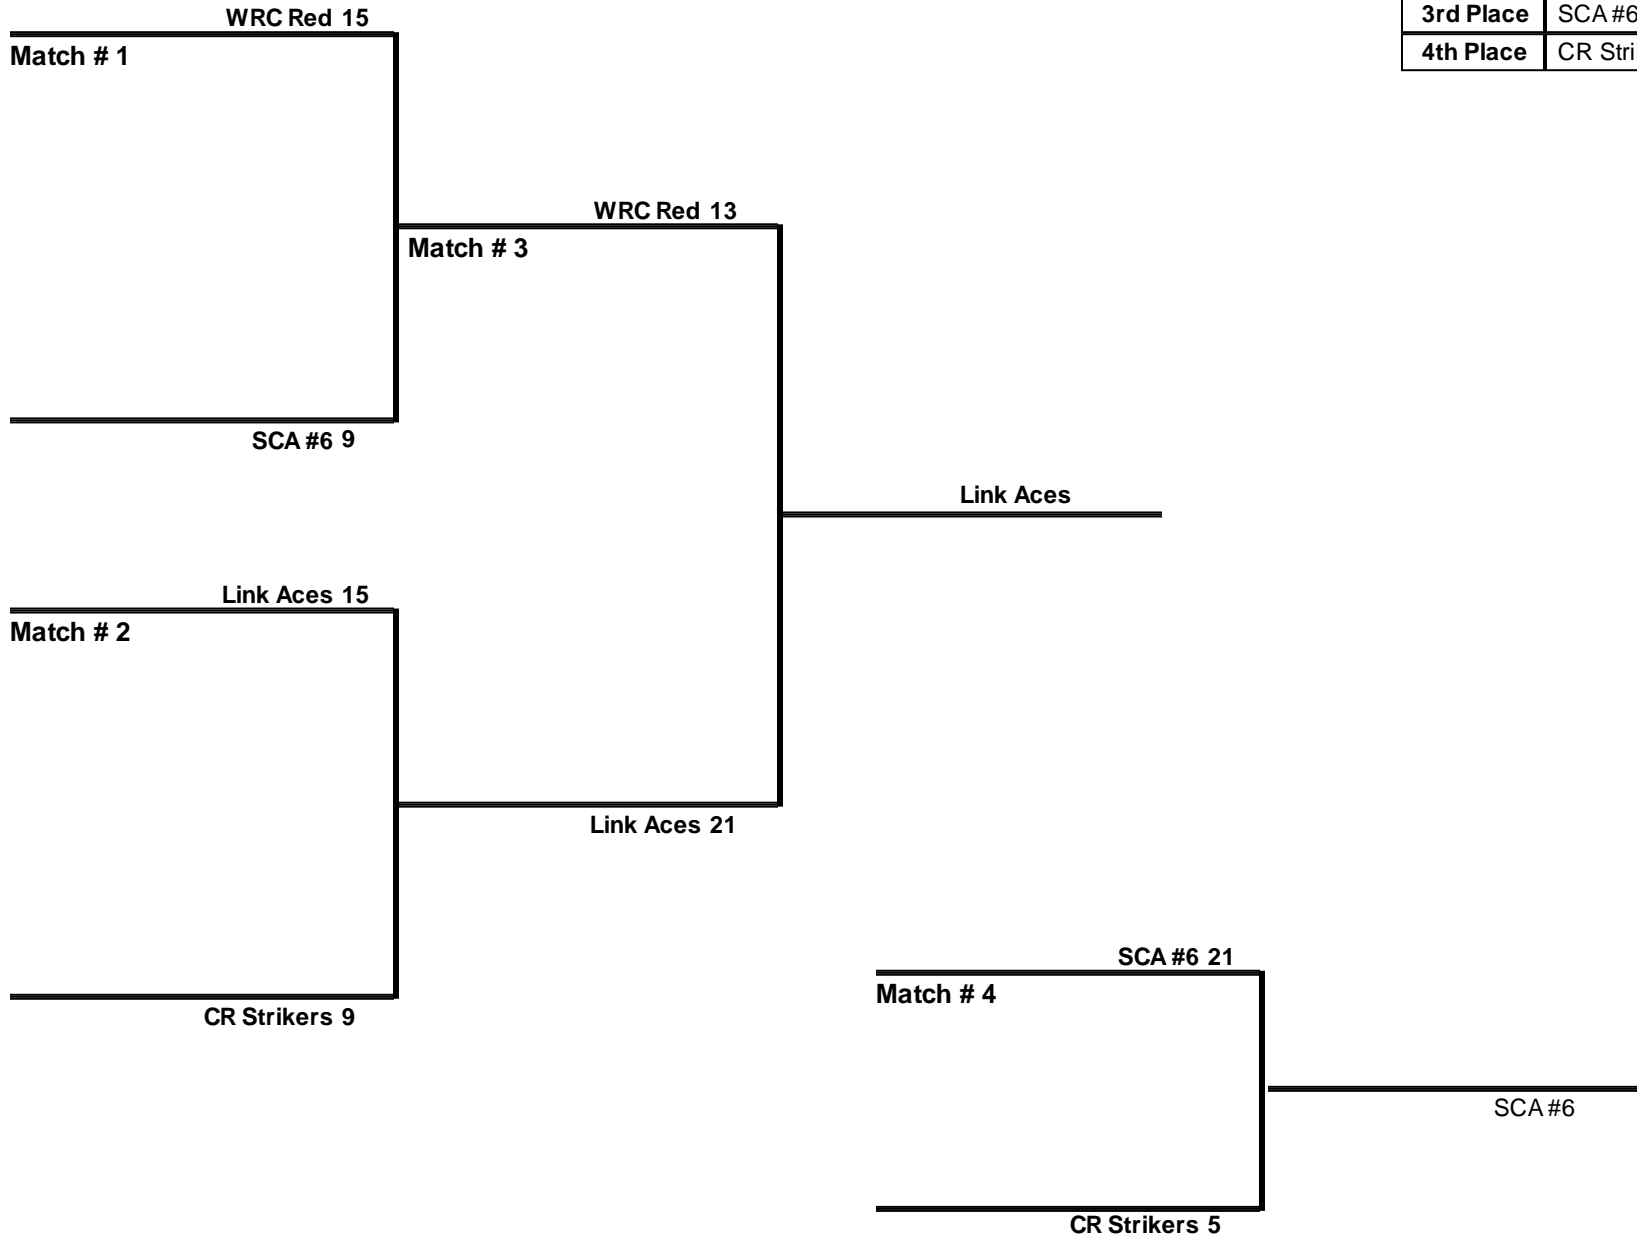 WRC Red 15
3rd Place SCA #6
Match # 1
4th Place CR
WRC Red 13
Match # 3
SCA #6 9
Link Aces
Link Aces 15
Match # 2
Link Aces 21
SCA #6 21
Match # 4
CR Strikers 9
SCA #6
CR Strikers 5